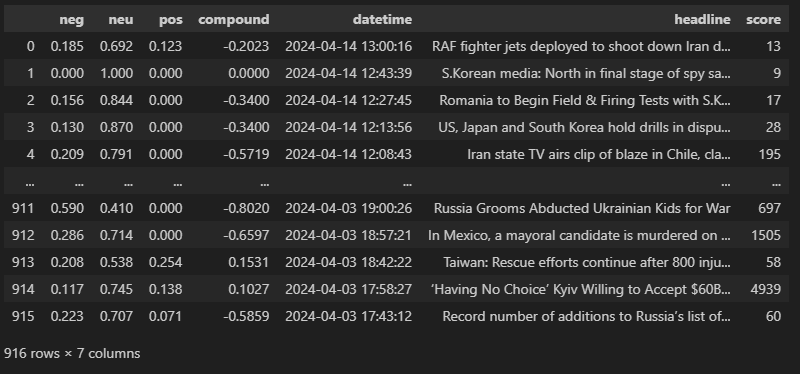 neg neu pos compound datetime headline score
0 0.185 0.692 0.123 -0.2023 2024-04-14 13:00:16 RAF fighter jets deployed to shoot down Iran d... 13
1 0.000 1.000 0.000 0.0000 2024-04-14 12:43:39 S.Korean media: North in final stage of spy sa... 9
2 0.156 0.844 0.000 -0.3400 2024-04-14 12:27:45 Romania to Begin Field & Firing Tests with S.K... 17
3 0.130 0.870 0.000 -0.3400 2024-04-14 12:13:56 US, Japan and South Korea hold drills in dispu... 28
4 0.209 0.791 0.000 -0.5719 2024-04-14 12:08:43 Iran state TV airs clip of blaze in Chile, cla... 195
... ... ... ... ... ... ... ...
911 0.590 0.410 0.000 -0.8020 2024-04-03 19:00:26 Russia Grooms Abducted Ukrainian Kids for War 697
912 0.286 0.714 0.000 -0.6597 2024-04-03 18:57:21 In Mexico, a mayoral candidate is murdered on ... 1505
913 0.208 0.538 0.254 0.1531 2024-04-03 18:42:22 Taiwan: Rescue efforts continue after 800 inju... 58
914 0.117 0.745 0.138 0.1027 2024-04-03 17:58:27 ‘Having No Choice’ Kyiv Willing to Accept $60B... 4939
915 0.223 0.707 0.071 -0.5859 2024-04-03 17:43:12 Record number of additions to Russia’s list of... 60
916 rows × 7 columns